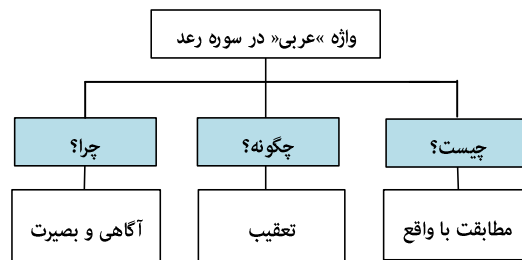 واژه «عربی» در سوره رعد
چیست؟
چگونه؟
چرا؟
مطابقت با واقع
تعقیب
آگاهی و بصیرت